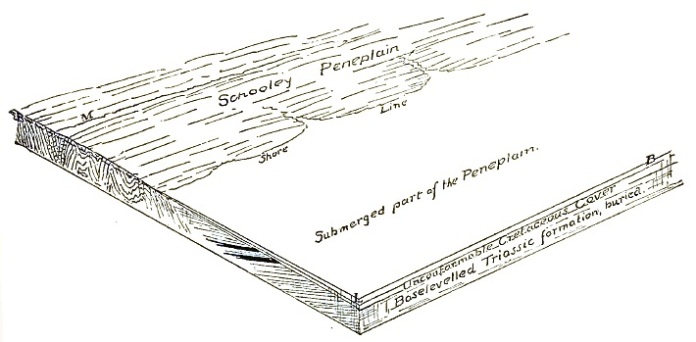 Schooley Peneplain
M
Shore Line
Submerged part of the Peneplain.
B
Unconformable Cretaceous Cover
Baselevelled Triassic formation, buried.
L